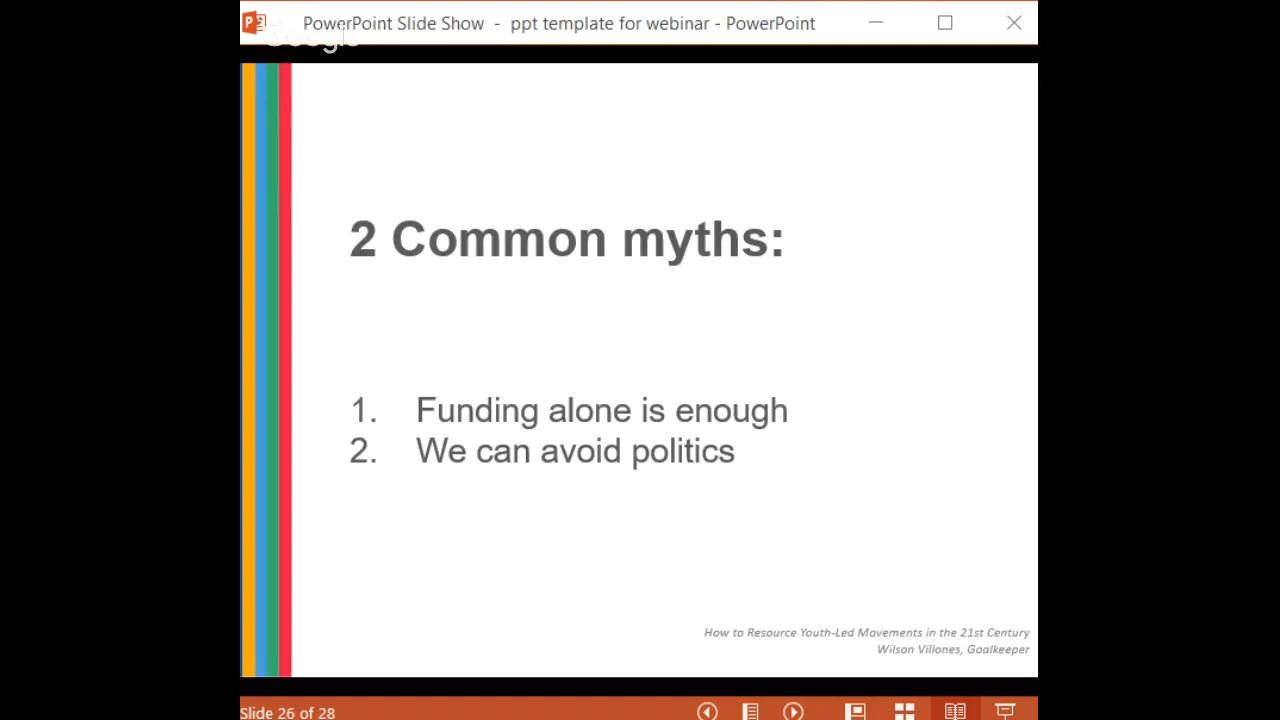 PowerPoint Slide Show - ppt template for webinar - PowerPoint
Google
2 Common myths:
1. Funding alone is enough
2. We can avoid politics
How to Resource Youth-Led Movements in the 21st Century
Wilson Villones, Goalkeeper
Slide 26 of 28